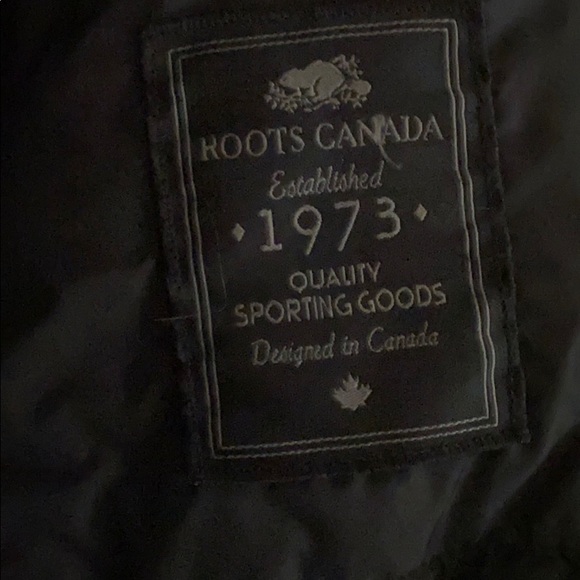 ROOTS CANADA
Established
• 1973 •
QUALITY
SPORTING GOODS
Designed in Canada